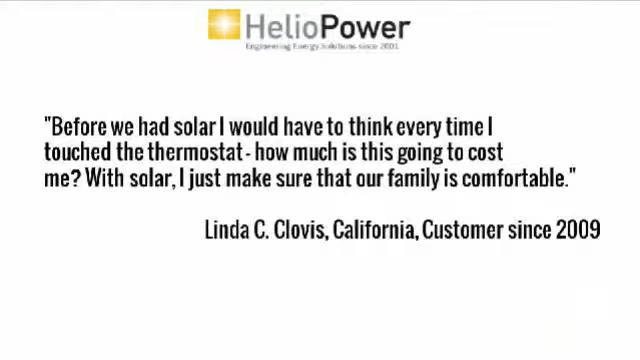 HelioPower
Engineering Energy Solutions since 2001
"Before we had solar I would have to think every time I
touched the thermostat - how much is this going to cost
me? With solar, I just make sure that our family is comfortable."
Linda C. Clovis, California, Customer since 2009